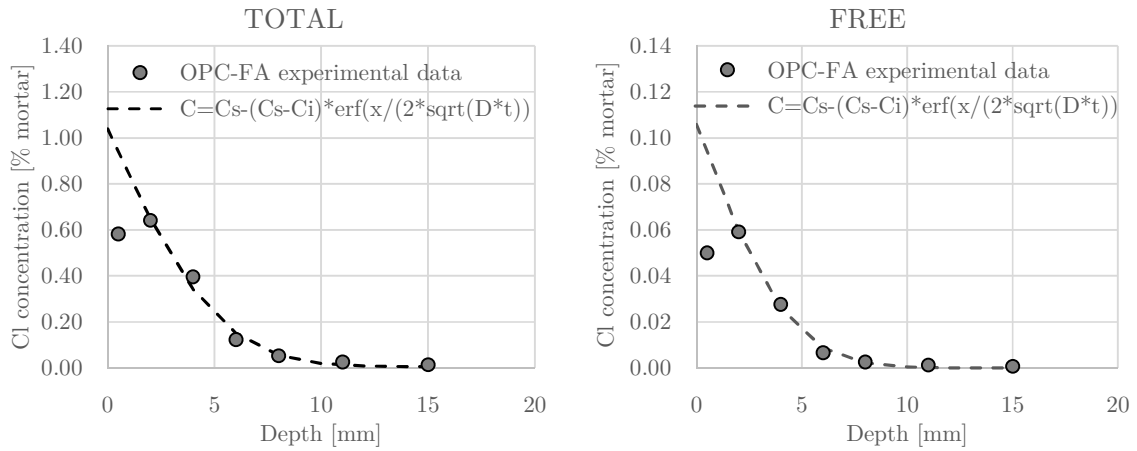 TOTAL
1.40
1.20
1.00
0.80
0.60
0.40
0.20
0.00
Cl concentration [% mortar]
OPC-FA experimental data
C=Cs-(Cs-Ci)*erf(x/(2*sqrt(D*t))
0
5
10
15
20
Depth [mm]
FREE
0.14
0.12
0.10
0.08
0.06
0.04
0.02
0.00
Cl concentration [% mortar]
OPC-FA experimental data
C=Cs-(Cs-Ci)*erf(x/(2*sqrt(D*t))
0
5
10
15
20
Depth [mm]